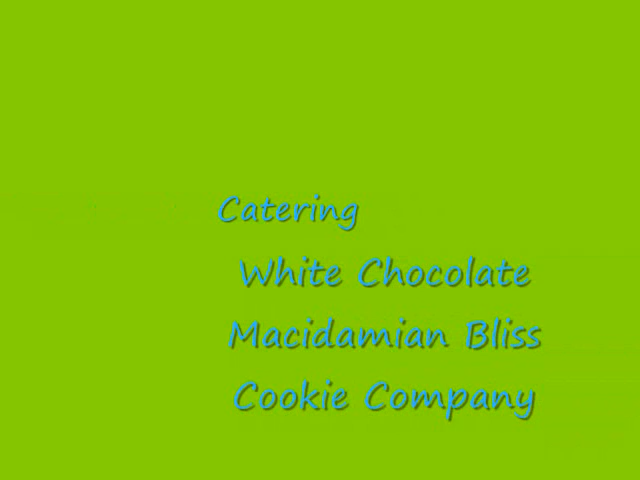 Catering
White Chocolate
Macidamian Bliss
Cookie Company